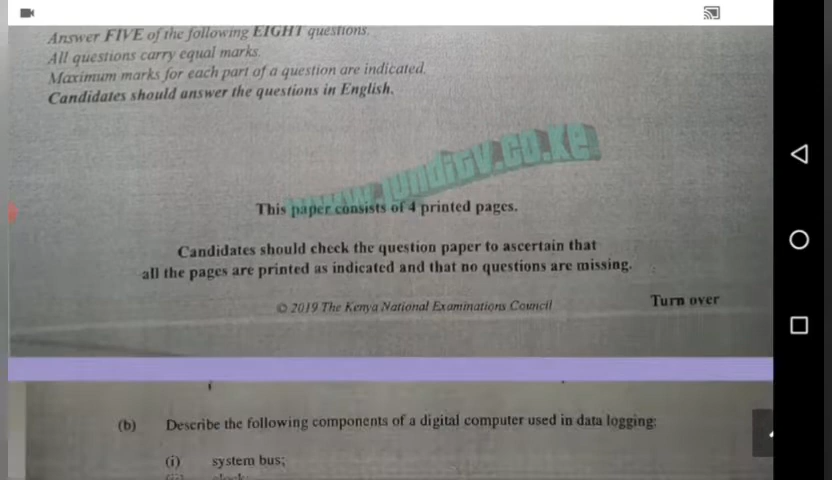 Answer FIVE of the following EIGHT questions.
All questions carry equal marks.
Maximum marks for each part of a question are indicated.
Candidates should answer the questions in English.
This paper consists of 4 printed pages.
Candidates should check the question paper to ascertain that
all the pages are printed as indicated and that no questions are missing.
© 2019 The Kenya National Examinations Council
Turn over
(b) Describe the following components of a digital computer used in data logging:
(i) system bus;
(ii) clock;